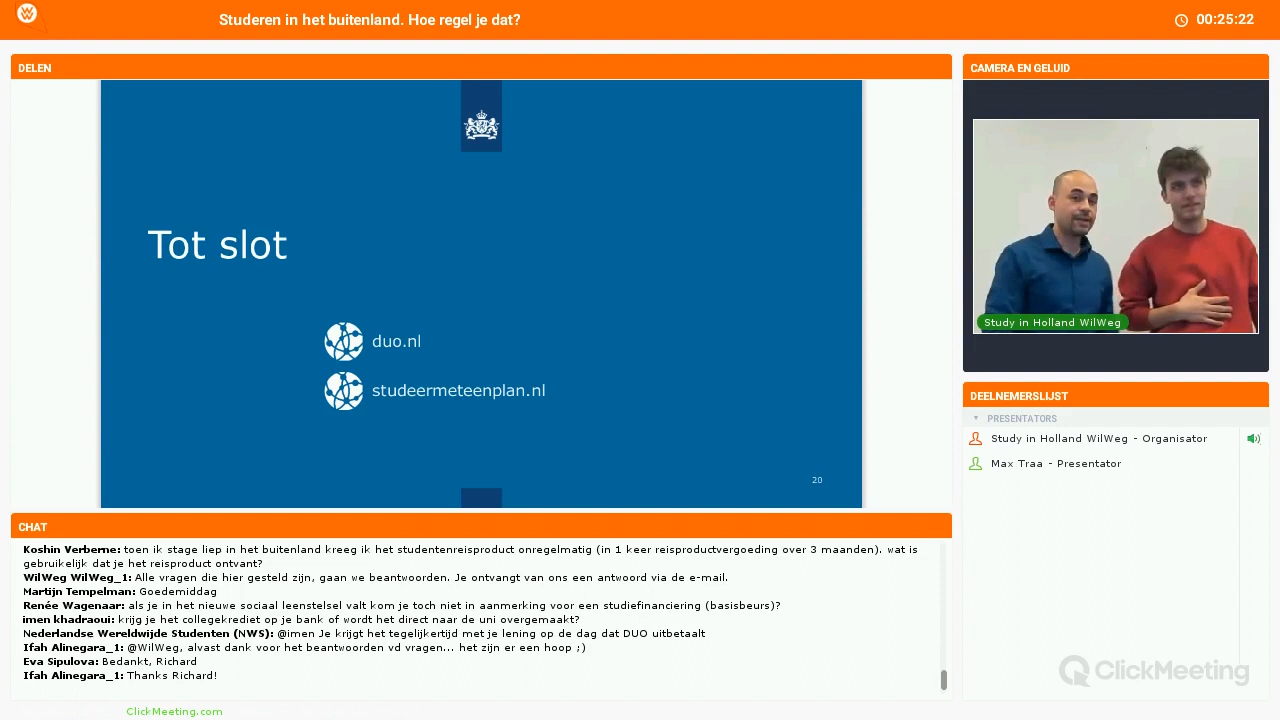 Studeren in het buitenland. Hoe regel je dat?
00:25:22
DELEN
Tot slot
duo.nl
studeermeteenplan.nl
20
CAMERA EN GELUID
Study in Holland WilWeg
DEELNEMERSLIJST
PRESENTATORS
Study in Holland WilWeg - Organisator
Max Traa - Presentator
CHAT
Koshin Verberne: toen ik stage liep in het buitenland kreeg ik het studentenreisproduct onregelmatig (in 1 keer reisproductvergoeding over 3 maanden). wat is
gebruikelijk dat je het reisproduct ontvant?
WilWeg WilWeg_1: Alle vragen die hier gesteld zijn, gaan we beantwoorden. Je ontvangt van ons een antwoord via de e-mail.
Martijn Tempelman: Goedemiddag
Renée Wagenaar: als je in het nieuwe sociaal leenstelsel valt kom je toch niet in aanmerking voor een studiefinanciering (basisbeurs)?
imen khadraoui: krijg je het collegekrediet op je bank of wordt het direct naar de uni overgemaakt?
Nederlandse Wereldwijde Studenten (NWS): @imen Je krijgt het tegelijkertijd met je lening op de dag dat DUO uitbetaalt
Ifah Alinegara_1: @WilWeg, alvast dank voor het beantwoorden vd vragen... het zijn er een hoop ;)
Eva Sipulova: Bedankt, Richard
Ifah Alinegara_1: Thanks Richard!
ClickMeeting
ClickMeeting.com